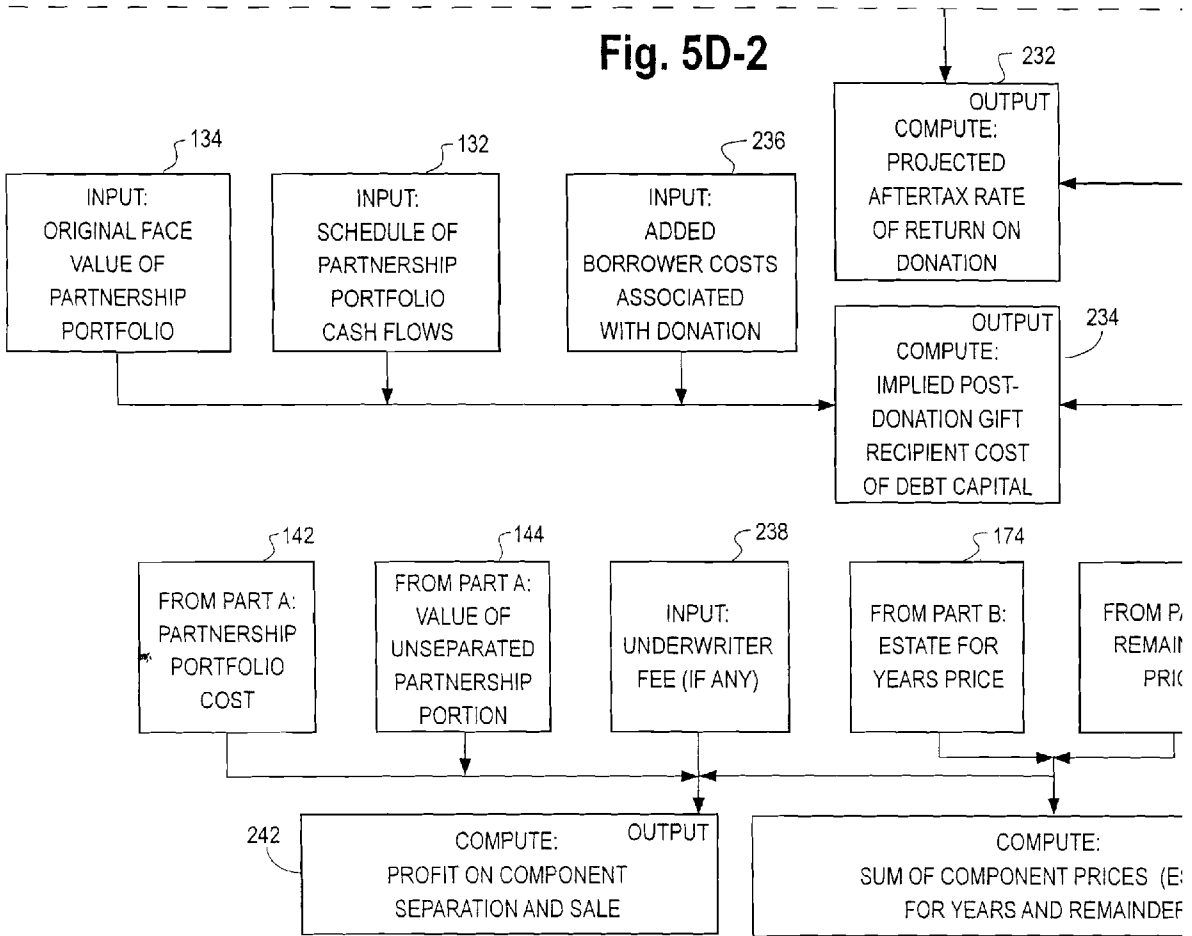 Fig. 5D-2
232
OUTPUT
COMPUTE:
PROJECTED
AFTERTAX RATE
OF RETURN ON
DONATION
134
INPUT:
ORIGINAL FACE
VALUE OF
PARTNERSHIP
PORTFOLIO
132
INPUT:
SCHEDULE OF
PARTNERSHIP
PORTFOLIO
CASH FLOWS
236
INPUT:
ADDED
BORROWER COSTS
ASSOCIATED
WITH DONATION
234
OUTPUT
COMPUTE:
IMPLIED POST-
DONATION GIFT
RECIPIENT COST
OF DEBT CAPITAL
142
FROM PART A:
PARTNERSHIP
PORTFOLIO
COST
144
FROM PART A:
VALUE OF
UNSEPARATED
PARTNERSHIP
PORTION
238
INPUT:
UNDERWRITER
FEE (IF ANY)
174
FROM PART B:
ESTATE FOR
YEARS PRICE
FROM
242
OUTPUT
COMPUTE:
PROFIT ON COMPONENT
SEPARATION AND SALE
COMPUTE:
SUM OF COMPONENT PRICES
FOR YEARS AND REMAINDER